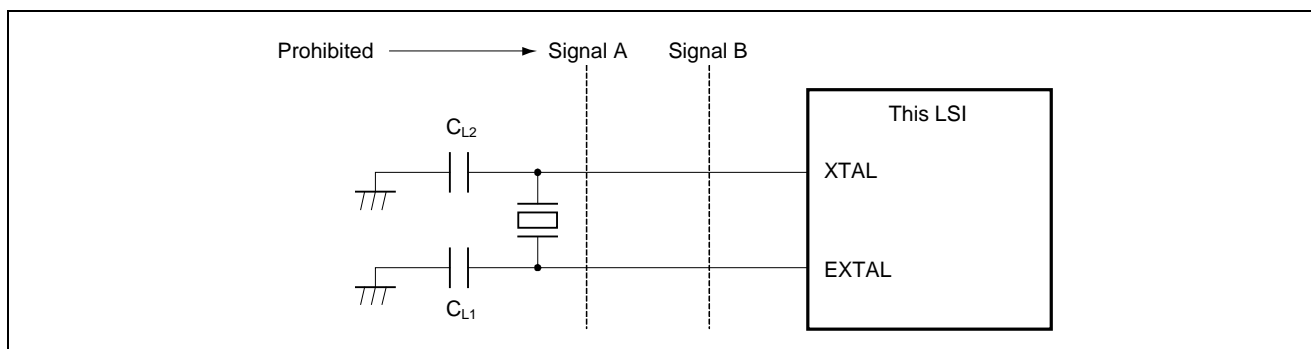 Prohibited Signal A Signal B
This LSI
CL2
XTAL
EXTAL
CL1